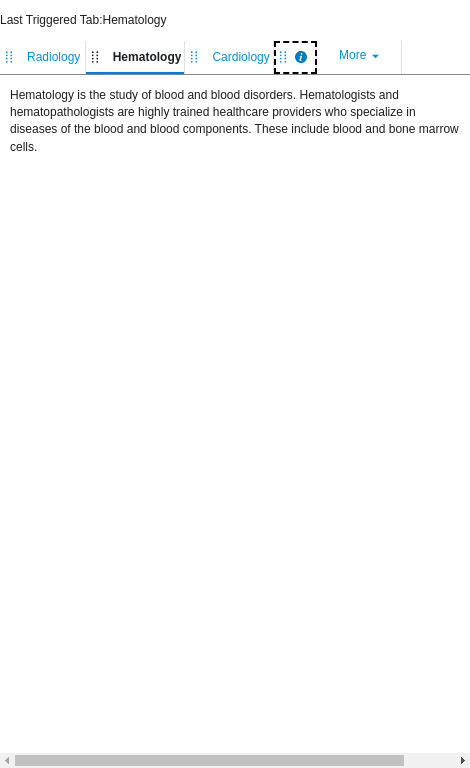 Last Triggered Tab:Hematology
Radiology Hematology Cardiology More
Hematology is the study of blood and blood disorders. Hematologists and
hematopathologists are highly trained healthcare providers who specialize in
diseases of the blood and blood components. These include blood and bone marrow
cells.